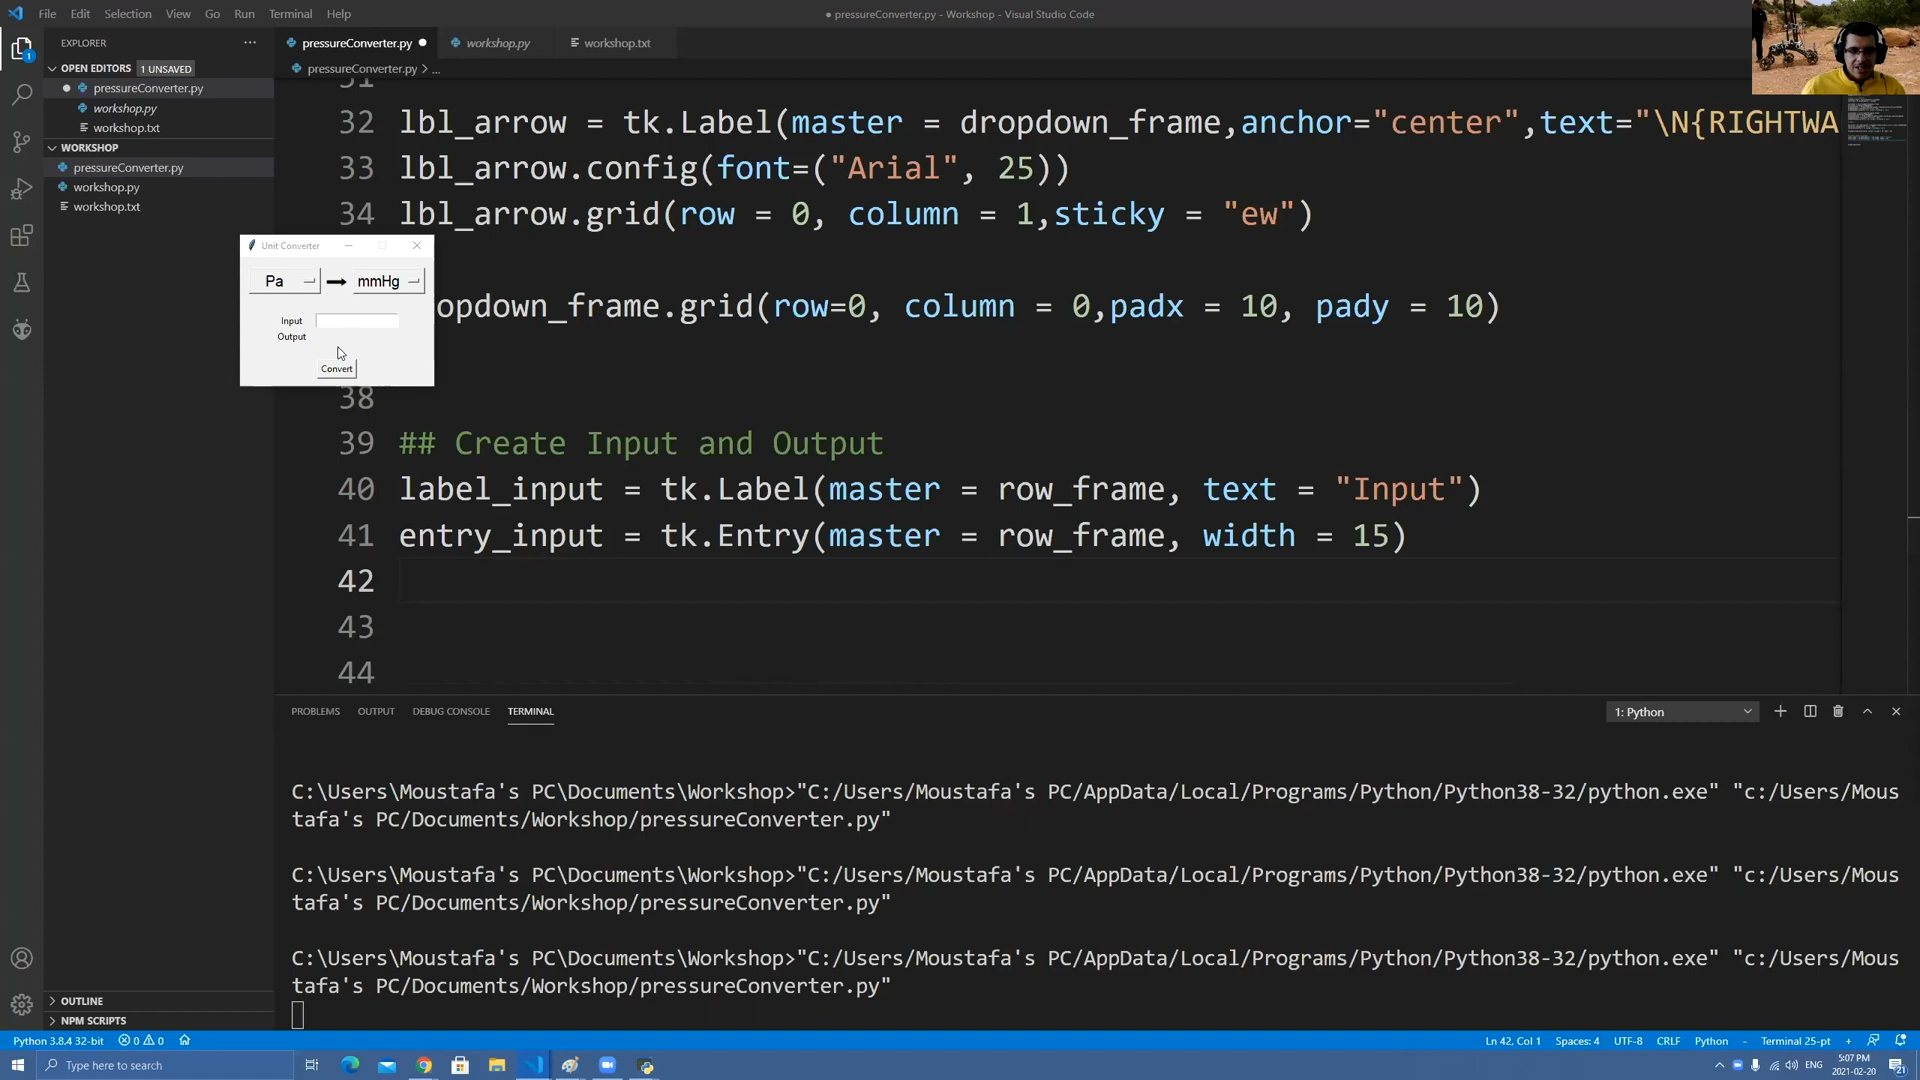 File Edit Selection View Go Run Terminal Help
● pressureConverter.py - Workshop - Visual Studio Code
EXPLORER
OPEN EDITORS 1 UNSAVED
pressureConverter.py
workshop.py
workshop.txt
WORKSHOP
pressureConverter.py
workshop.py
workshop.txt
OUTLINE
NPM SCRIPTS
pressureConverter.py workshop.py workshop.txt
pressureConverter.py > ...
31
32 lbl_arrow = tk.Label(master = dropdown_frame,anchor="center",text="\N{RIGHTWA
33 lbl_arrow.config(font=("Arial", 25))
34 lbl_arrow.grid(row = 0, column = 1,sticky = "ew")
opdown_frame.grid(row=0, column = 0,padx = 10, pady = 10)
38
39 ## Create Input and Output
40 label_input = tk.Label(master = row_frame, text = "Input")
41 entry_input = tk.Entry(master = row_frame, width = 15)
42
43
44
Unit Converter
Pa mmHg
Input
Output
Convert
PROBLEMS OUTPUT DEBUG CONSOLE TERMINAL
1: Python
C:\Users\Moustafa's PC\Documents\Workshop>"C:/Users/Moustafa's PC/AppData/Local/Programs/Python/Python38-32/python.exe" "c:/Users/Mous
tafa's PC/Documents/Workshop/pressureConverter.py"
C:\Users\Moustafa's PC\Documents\Workshop>"C:/Users/Moustafa's PC/AppData/Local/Programs/Python/Python38-32/python.exe" "c:/Users/Mous
tafa's PC/Documents/Workshop/pressureConverter.py"
C:\Users\Moustafa's PC\Documents\Workshop>"C:/Users/Moustafa's PC/AppData/Local/Programs/Python/Python38-32/python.exe" "c:/Users/Mous
tafa's PC/Documents/Workshop/pressureConverter.py"
Python 3.8.4 32-bit 0 0
Ln 42, Col 1 Spaces: 4 UTF-8 CRLF Python - Terminal 25-pt +
Type here to search
ENG
5:07 PM
2021-02-20
21